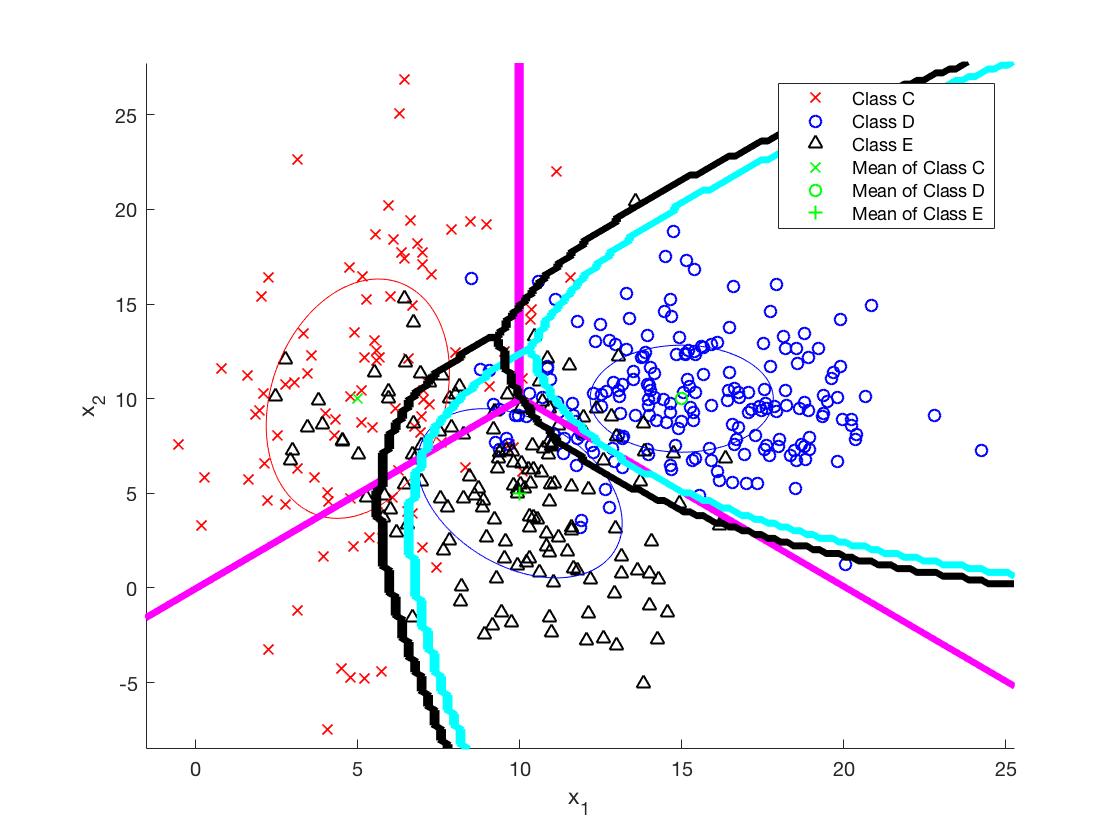 25
20
15
10
5
0
-5
x2
0 5 10 15 20 25
x1
Class C
Class D
Class E
Mean of Class C
Mean of Class D
Mean of Class E